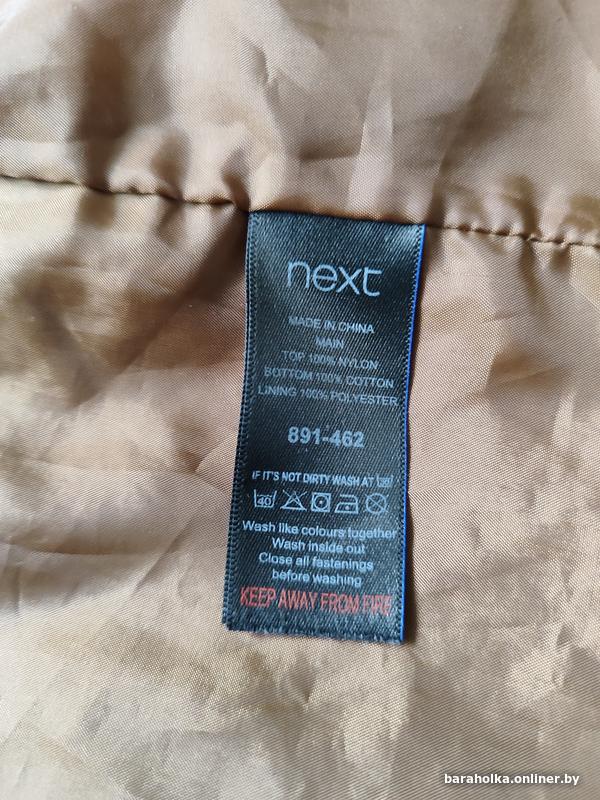 next
MADE IN CHINA
MAIN
TOP 100% NYLON
BOTTOM 100% COTTON
LINING 100% POLYESTER
891-462
IF IT'S NOT DIRTY WASH AT 30
40
Wash like colours together
Wash inside out
Close all fastenings
before washing
KEEP AWAY FROM FIRE
baraholka.onliner.by